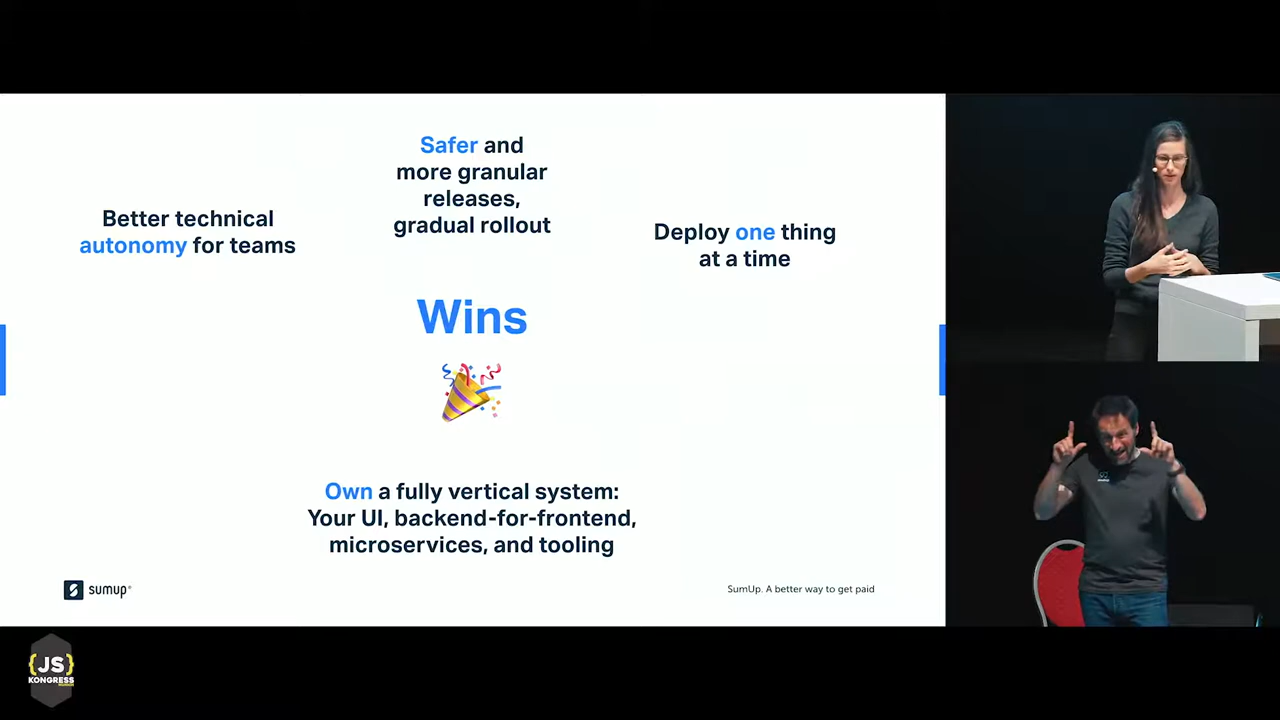 Safer and
more granular
releases,
gradual rollout
Better technical
autonomy for teams
Deploy one thing
at a time
Wins
Own a fully vertical system:
Your UI, backend-for-frontend,
microservices, and tooling
sumup®
SumUp. A better way to get paid
{JS}
KONGRESS